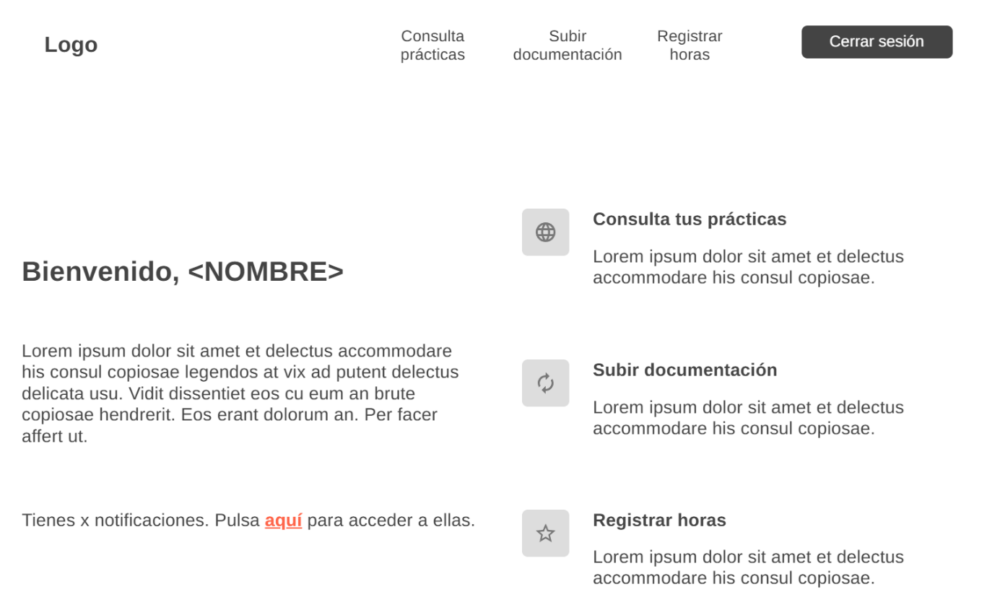 Logo
Consulta
prácticas
Subir
documentación
Registrar
horas
Cerrar sesión
Bienvenido, <NOMBRE>
Lorem ipsum dolor sit amet et delectus accommodare
his consul copiosae legendos at vix ad putent delectus
delicata usu. Vidit dissentiet eos cu eum an brute
copiosae hendrerit. Eos erant dolorum an. Per facer
affert ut.
Tienes x notificaciones. Pulsa aquí para acceder a ellas.
Consulta tus prácticas
Lorem ipsum dolor sit amet et delectus
accommodare his consul copiosae.
Subir documentación
Lorem ipsum dolor sit amet et delectus
accommodare his consul copiosae.
Registrar horas
Lorem ipsum dolor sit amet et delectus
accommodare his consul copiosae.